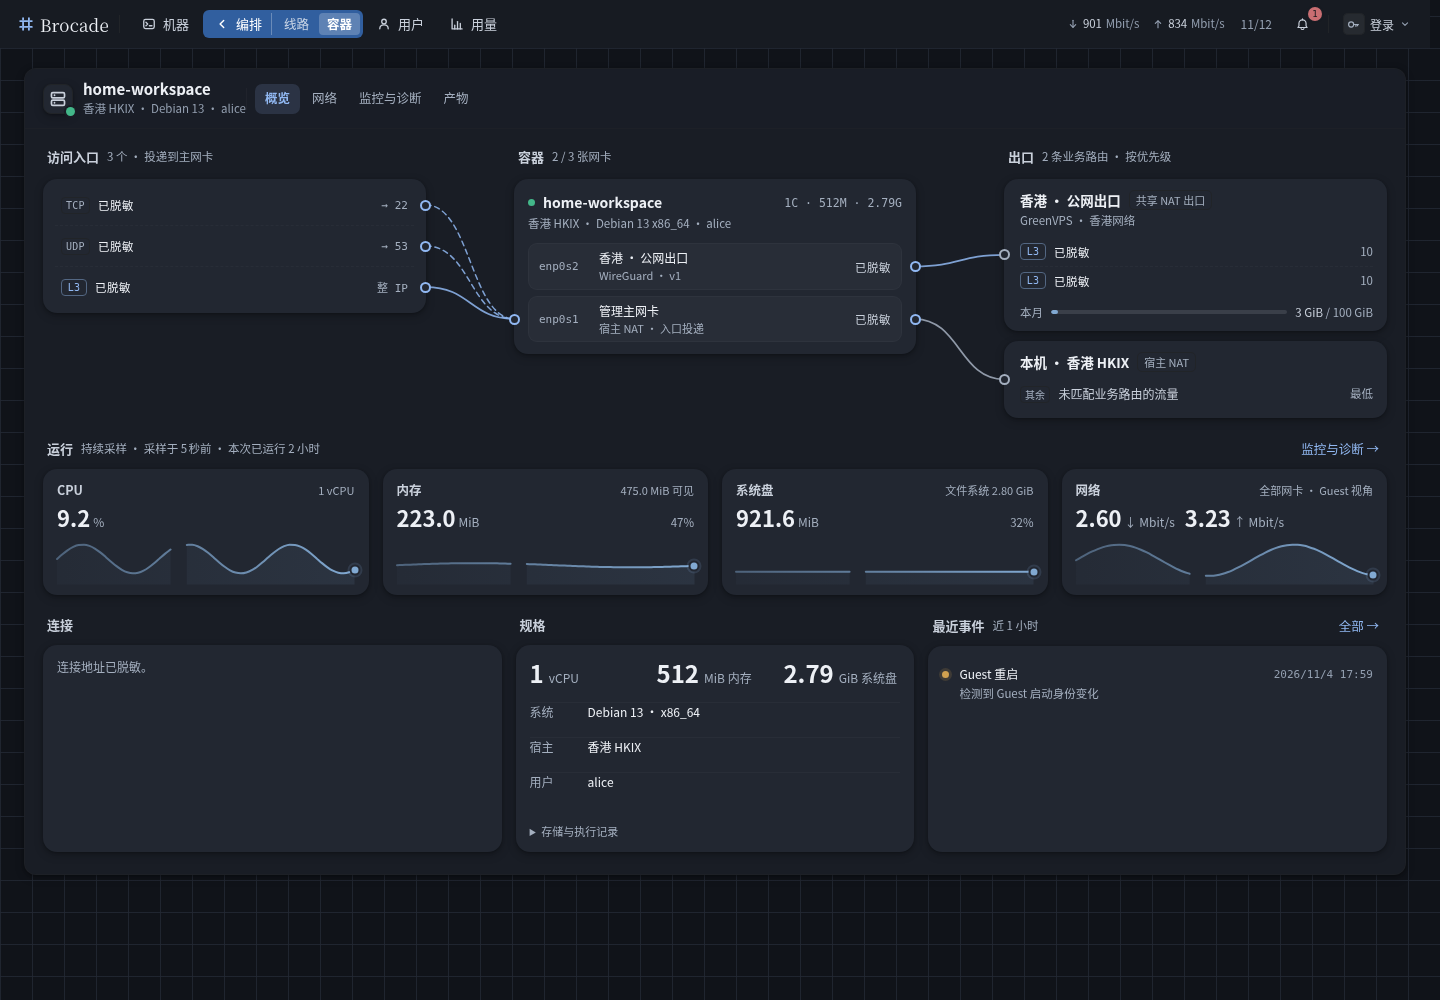 Brocade
机器
编排
线路
容器
用户
用量
↓ 901 Mbit/s
↑ 834 Mbit/s
11/12
1
登录
home-workspace
香港 HKIX · Debian 13 · alice
概览
网络
监控与诊断
产物
访问入口 3 个 · 投递到主网卡
TCP 已脱敏 → 22
UDP 已脱敏 → 53
L3 已脱敏 整 IP
容器 2 / 3 张网卡
home-workspace 1C · 512M · 2.79G
香港 HKIX · Debian 13 x86_64 · alice
enp0s2 香港 · 公网出口 已脱敏
WireGuard · v1
enp0s1 管理主网卡 已脱敏
宿主 NAT · 入口投递
出口 2 条业务路由 · 按优先级
香港 · 公网出口 共享 NAT 出口
GreenVPS · 香港网络
L3 已脱敏 10
L3 已脱敏 10
本月 3 GiB / 100 GiB
本机 · 香港 HKIX 宿主 NAT
其余 未匹配业务路由的流量 最低
运行 持续采样 · 采样于 5 秒前 · 本次已运行 2 小时
监控与诊断 →
CPU 1 vCPU
9.2 %
内存 475.0 MiB 可见
223.0 MiB 47%
系统盘 文件系统 2.80 GiB
921.6 MiB 32%
网络 全部网卡 · Guest 视角
2.60 ↓ Mbit/s 3.23 ↑ Mbit/s
连接
连接地址已脱敏。
规格
1 vCPU 512 MiB 内存 2.79 GiB 系统盘
系统 Debian 13 · x86_64
宿主 香港 HKIX
用户 alice
▶ 存储与执行记录
最近事件 近 1 小时
全部 →
Guest 重启 2026/11/4 17:59
检测到 Guest 启动身份变化